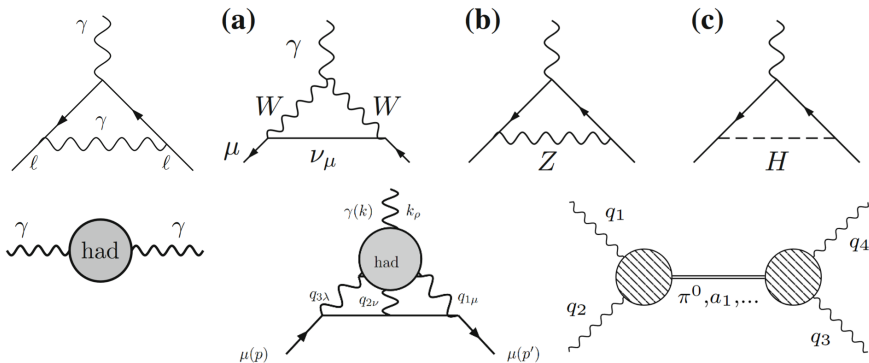 γ
γ
ℓ
ℓ
(a)
γ
W
W
μ
ν_μ
(b)
Z
(c)
H
γ
γ
had
γ(k)
k_ρ
had
q_{3λ}
q_{2ν}
q_{1μ}
μ(p)
μ(p′)
q_1
q_4
π^0,a_1,...
q_2
q_3